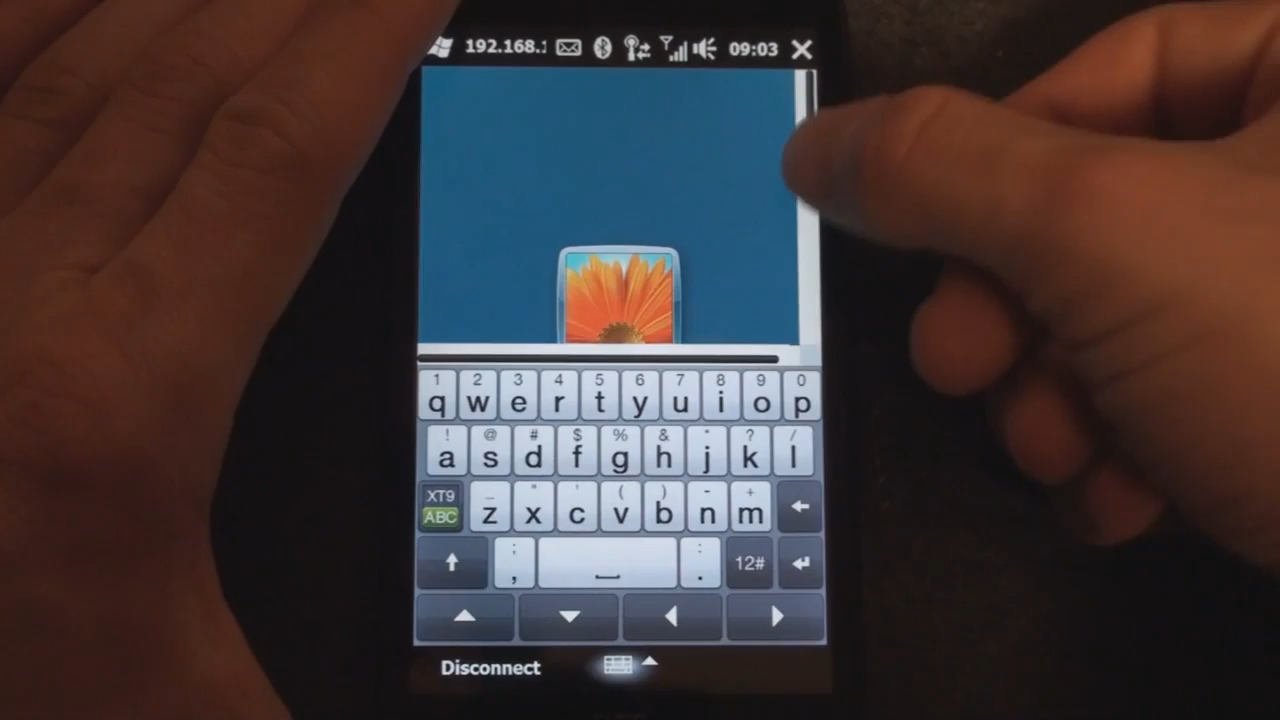 192.168.1 09:03
1 2 3 4 5 6 7 8 9 0
q w e r t y u i o p
! @ # $ % & ? /
a s d f g h j k l
XT9 _ " ' ( ) - +
ABC z x c v b n m
; :
, . 12#
Disconnect